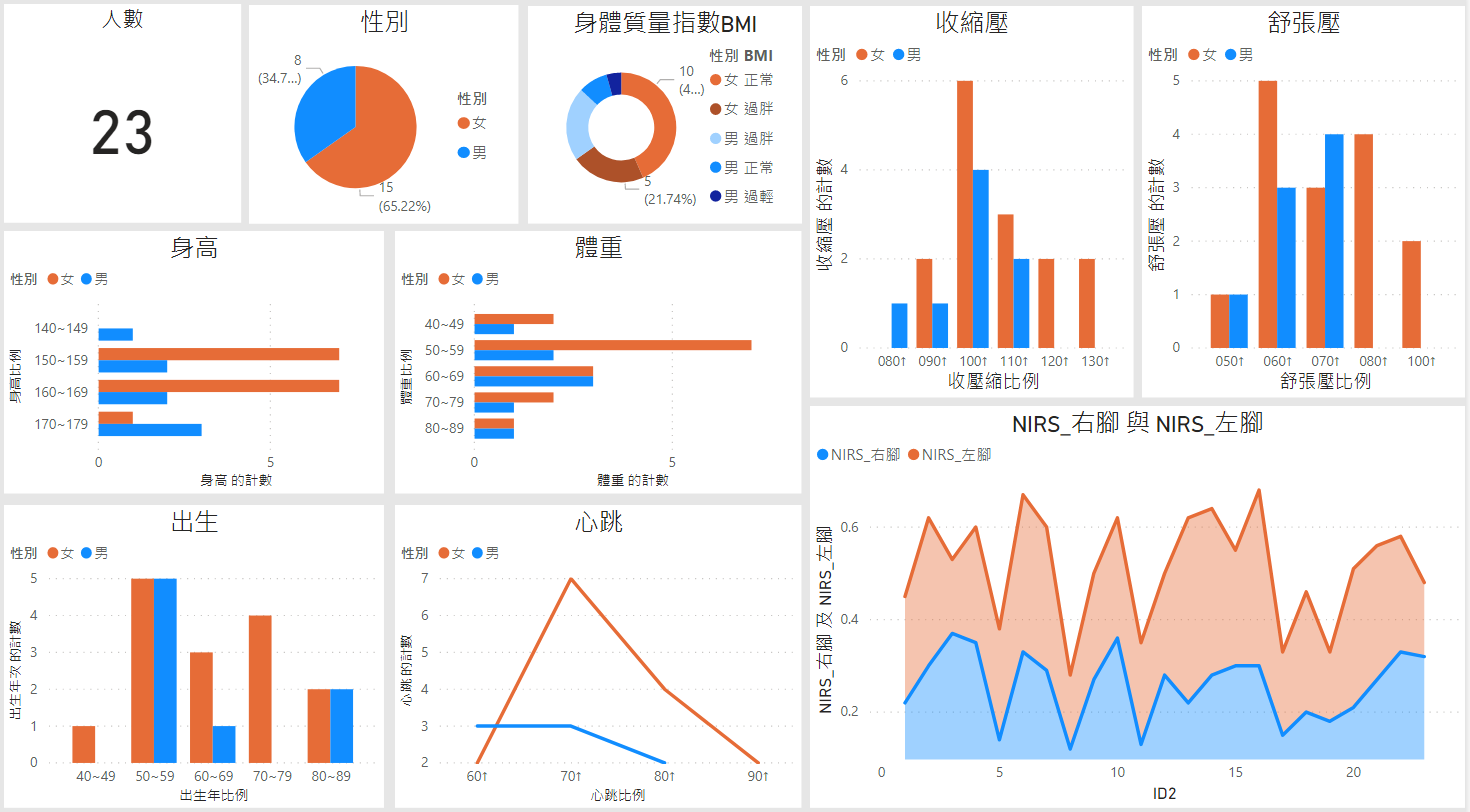 人數
23
性別
8
(34.7...)
15
(65.22%)
性別
女
男
身體質量指數BMI
10
(4...)
5
(21.74%)
性別 BMI
女 正常
女 過胖
男 過胖
男 正常
男 過輕
收縮壓
性別 女 男
收縮壓 的計數
6
4
2
0
080↑ 090↑ 100↑ 110↑ 120↑ 130↑
收壓縮比例
舒張壓
性別 女 男
舒張壓 的計數
5
4
3
2
1
0
050↑ 060↑ 070↑ 080↑ 100↑
舒張壓比例
身高
性別 女 男
身高比例
140~149
150~159
160~169
170~179
0 5
身高 的計數
體重
性別 女 男
體重比例
40~49
50~59
60~69
70~79
80~89
0 5
體重 的計數
NIRS_右腳 與 NIRS_左腳
NIRS_右腳 NIRS_左腳
NIRS_右腳 及 NIRS_左腳
0.6
0.4
0.2
0 5 10 15 20
ID2
出生
性別 女 男
出生年次 的計數
5
4
3
2
1
0
40~49 50~59 60~69 70~79 80~89
出生年比例
心跳
性別 女 男
心跳 的計數
7
6
5
4
3
2
60↑ 70↑ 80↑ 90↑
心跳比例